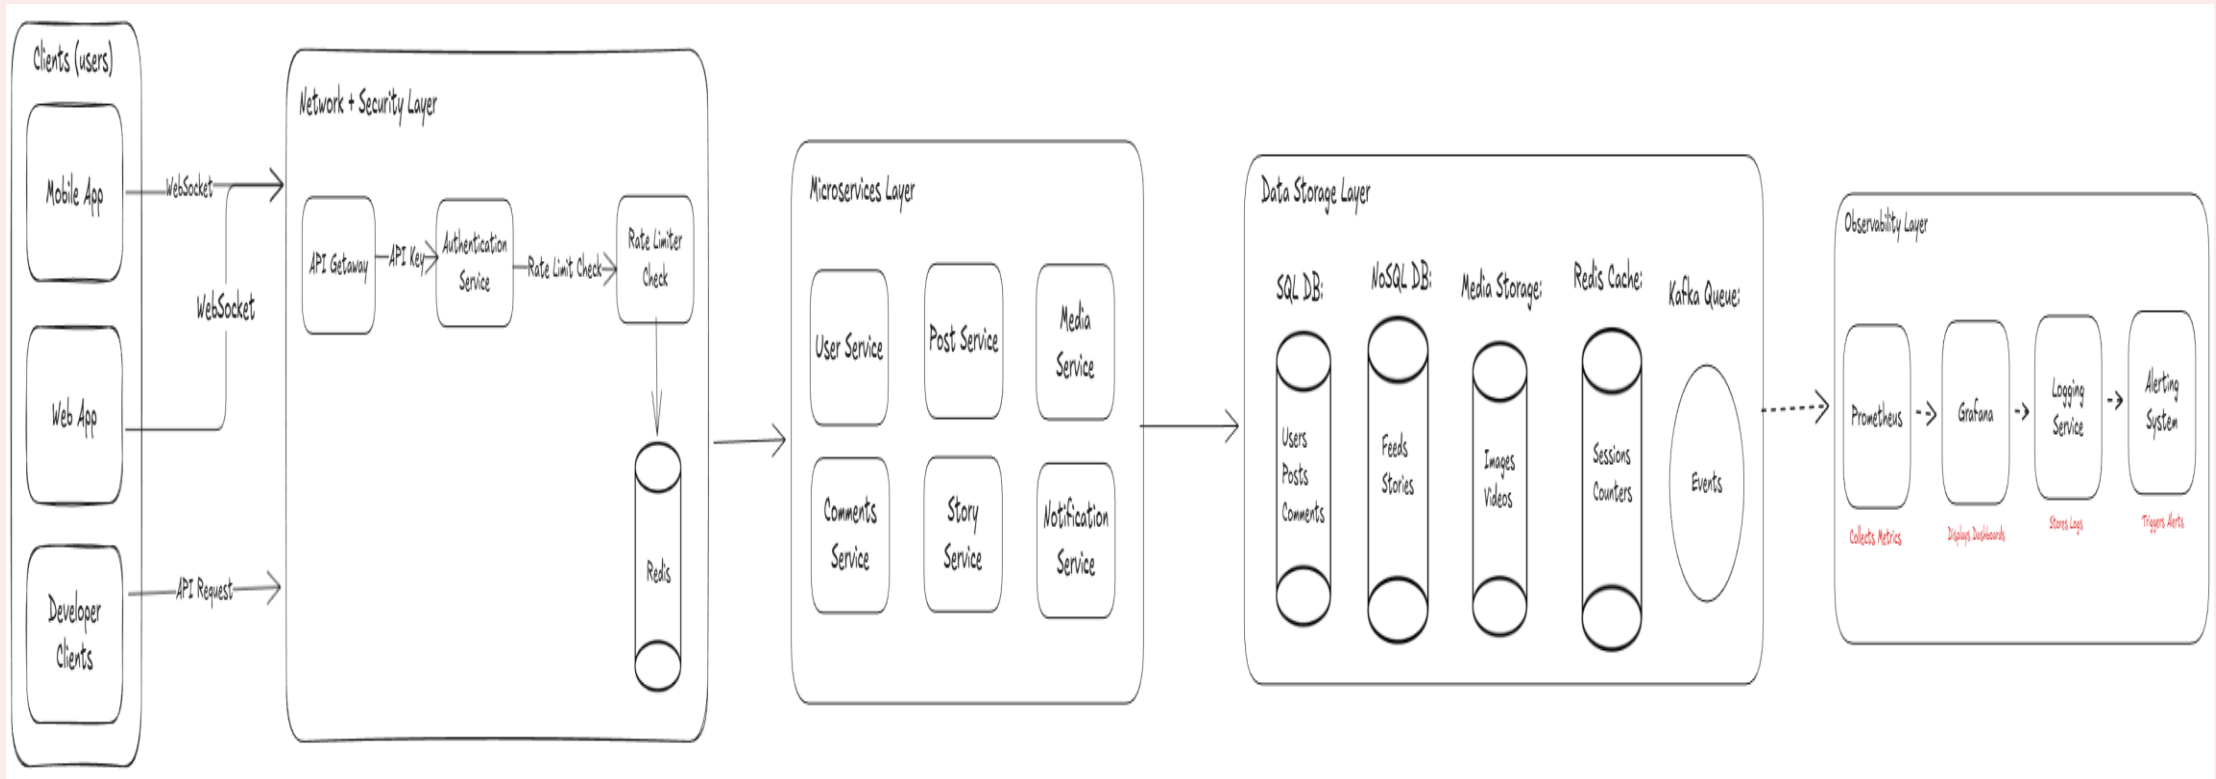 Clients (users)
Mobile App
Web App
Developer
Clients
WebSocket
WebSocket
API Request
Network + Security Layer
API Getaway
API Key
Authentication
Service
Rate Limit Check
Rate Limiter
Check
Redis
Microservices Layer
User Service
Post Service
Media
Service
Comments
Service
Story
Service
Notification
Service
Data Storage Layer
SQL DB:
Users
Posts
Comments
NoSQL DB:
Feeds
Stories
Media Storage:
Images
Videos
Redis Cache:
Sessions
Counters
Kafka Queue:
Events
Observability Layer
Prometheus
Collects Metrics
Grafana
Displays Dashboards
Logging
Service
Stores Logs
Alerting
System
Triggers Alerts